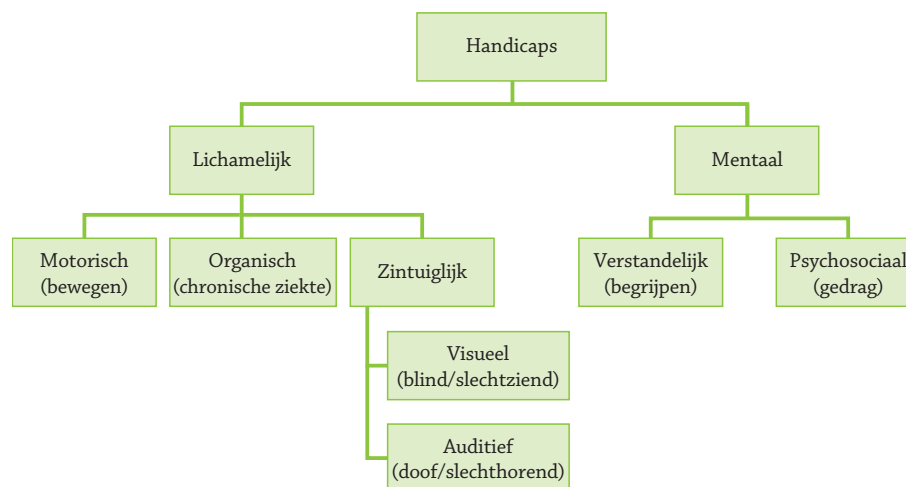 Handicaps
Lichamelijk
Mentaal
Motorisch
(bewegen)
Organisch
(chronische ziekte)
Zintuiglijk
Verstandelijk
(begrijpen)
Psychosociaal
(gedrag)
Visueel
(blind/slechtziend)
Auditief
(doof/slechthorend)